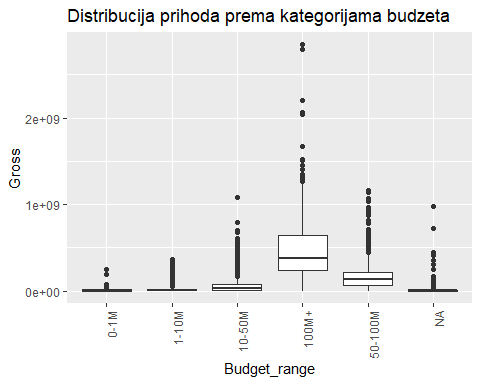 Distribucija prihoda prema kategorijama budzeta
Gross
2e+09
1e+09
0e+00
0-1M
1-10M
10-50M
100M+
50-100M
NA
Budget_range